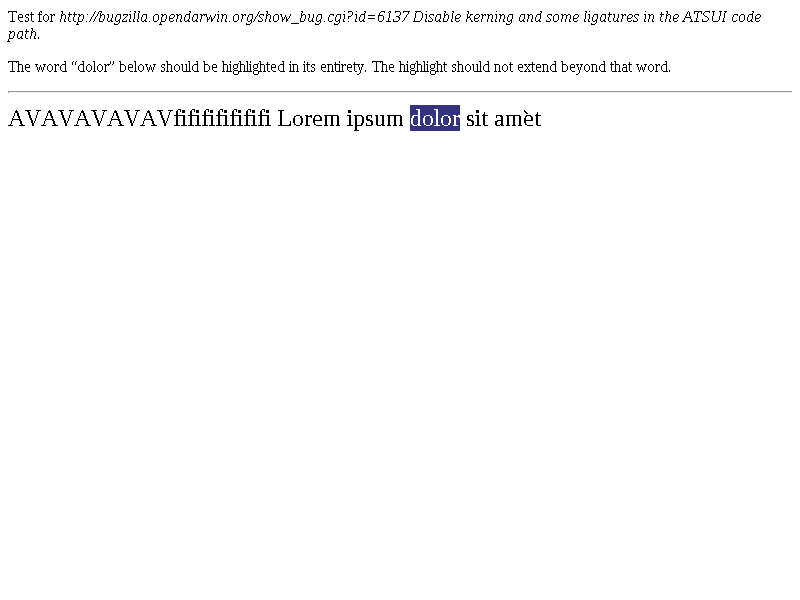 Test for http://bugzilla.opendarwin.org/show_bug.cgi?id=6137 Disable kerning and some ligatures in the ATSUI code
path.
The word “dolor” below should be highlighted in its entirety. The highlight should not extend beyond that word.
AVAVAVAVAVfifififififififi Lorem ipsum dolor sit amèt